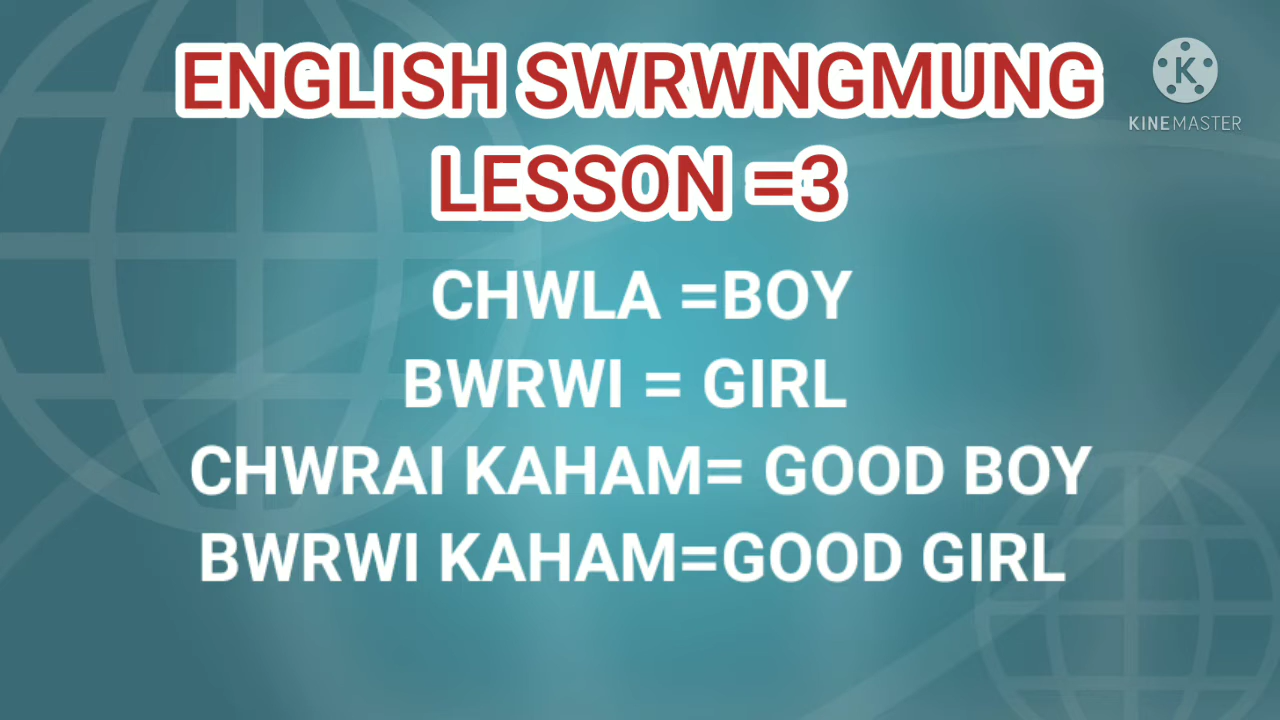 ENGLISH SWRWNGMUNG
LESSON =3
K
KINEMASTER
CHWLA =BOY
BWRWI = GIRL
CHWRAI KAHAM= GOOD BOY
BWRWI KAHAM=GOOD GIRL